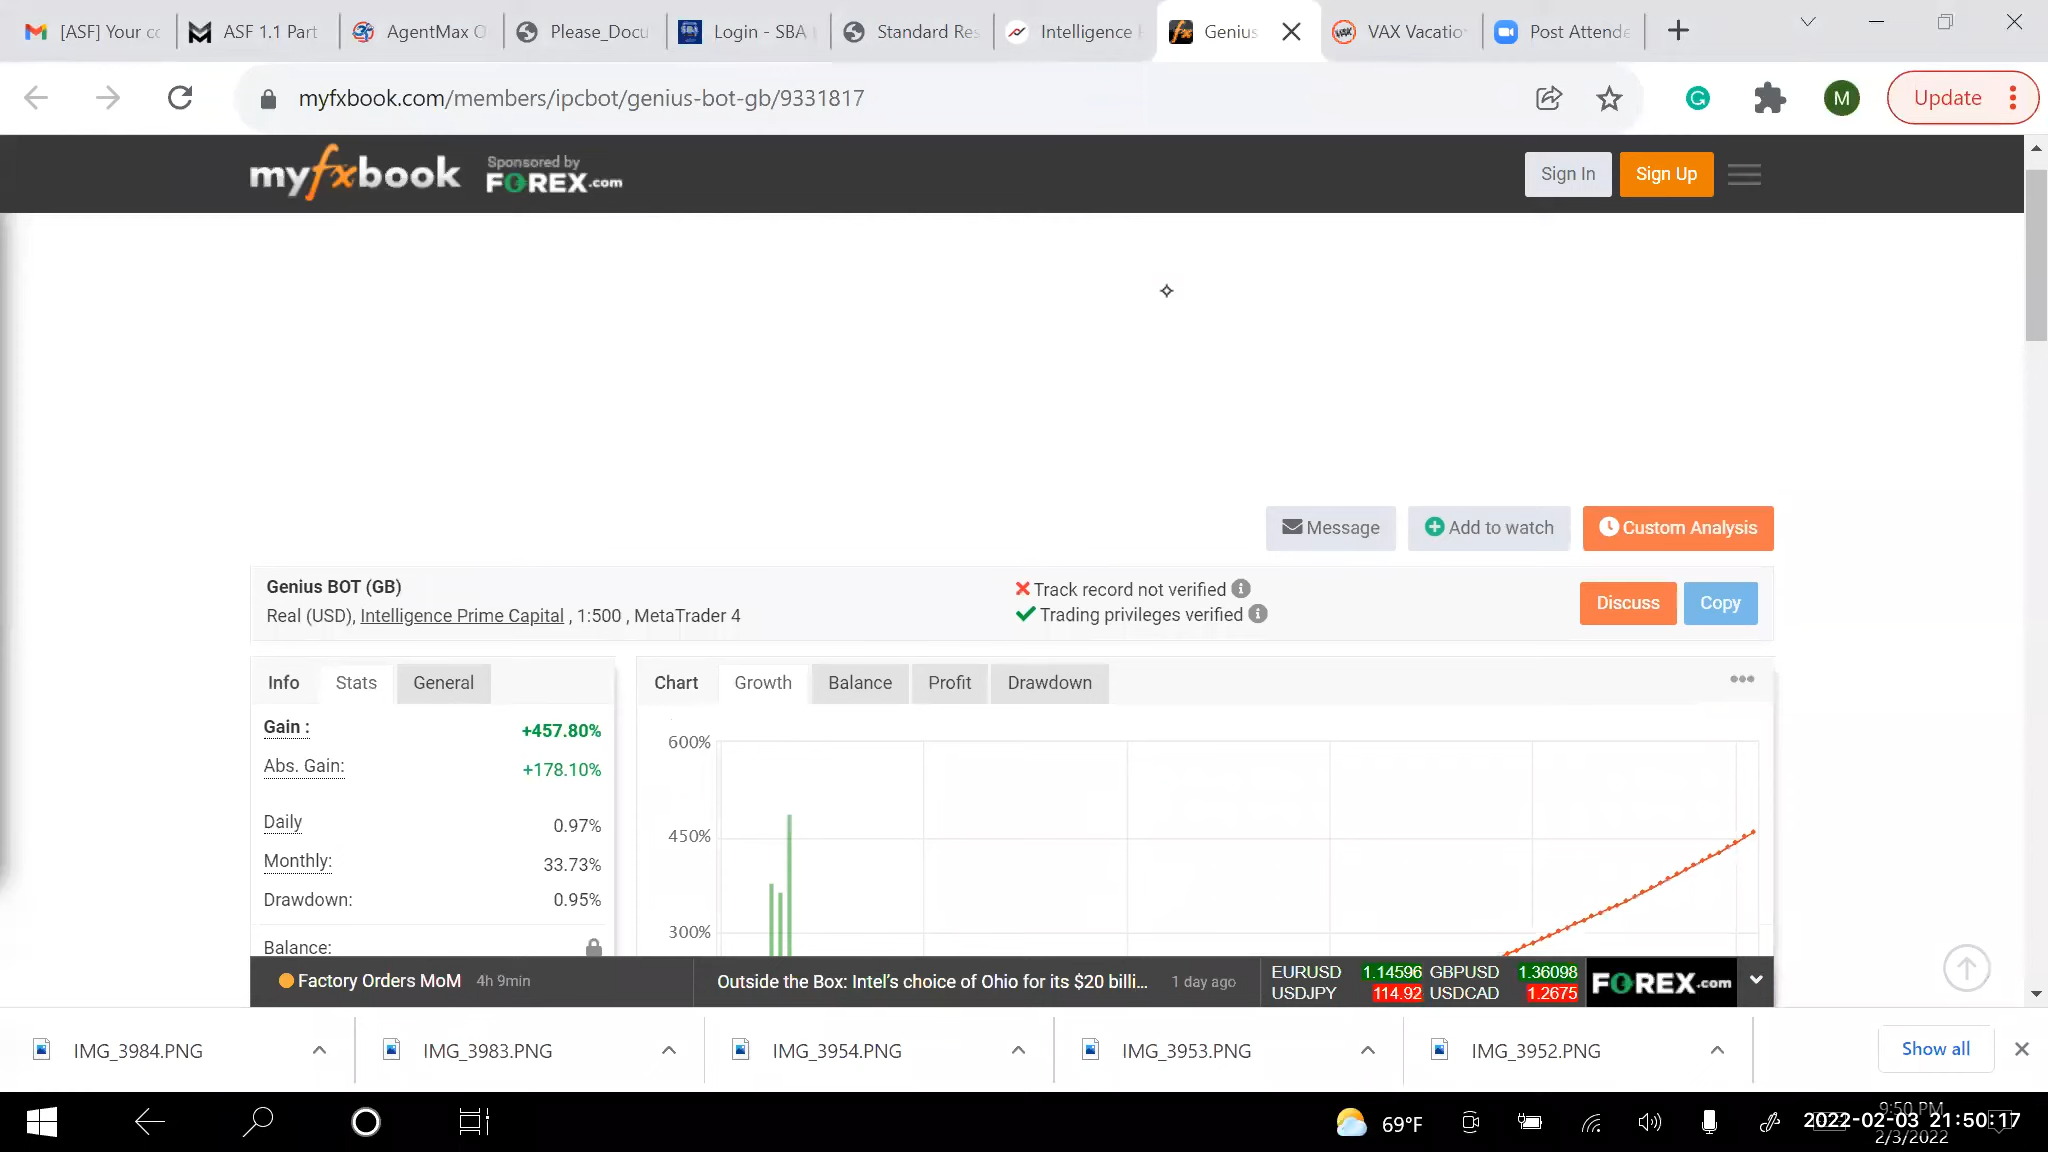 [ASF] Your co
ASF 1.1 Part
AgentMax O
Please_Docu
Login - SBA
Standard Res
Intelligence
Genius
VAX Vacatio
Post Attende
myfxbook.com/members/ipcbot/genius-bot-gb/9331817
M
Update
myfxbook
Sponsored by
FOREX.com
Sign In
Sign Up
Message
Add to watch
Custom Analysis
Genius BOT (GB)
Real (USD), Intelligence Prime Capital , 1:500 , MetaTrader 4
Track record not verified
Trading privileges verified
Discuss
Copy
Info
Stats
General
Gain :
+457.80%
Abs. Gain:
+178.10%
Daily
0.97%
Monthly:
33.73%
Drawdown:
0.95%
Balance:
Chart
Growth
Balance
Profit
Drawdown
600%
450%
300%
Factory Orders MoM 4h 9min
Outside the Box: Intel’s choice of Ohio for its $20 billi... 1 day ago
EURUSD 1.14596 GBPUSD 1.36098
USDJPY 114.92 USDCAD 1.2675
FOREX.com
IMG_3984.PNG
IMG_3983.PNG
IMG_3954.PNG
IMG_3953.PNG
IMG_3952.PNG
Show all
69°F
9:50 PM
2022-02-03 21:50:17
2/3/2022